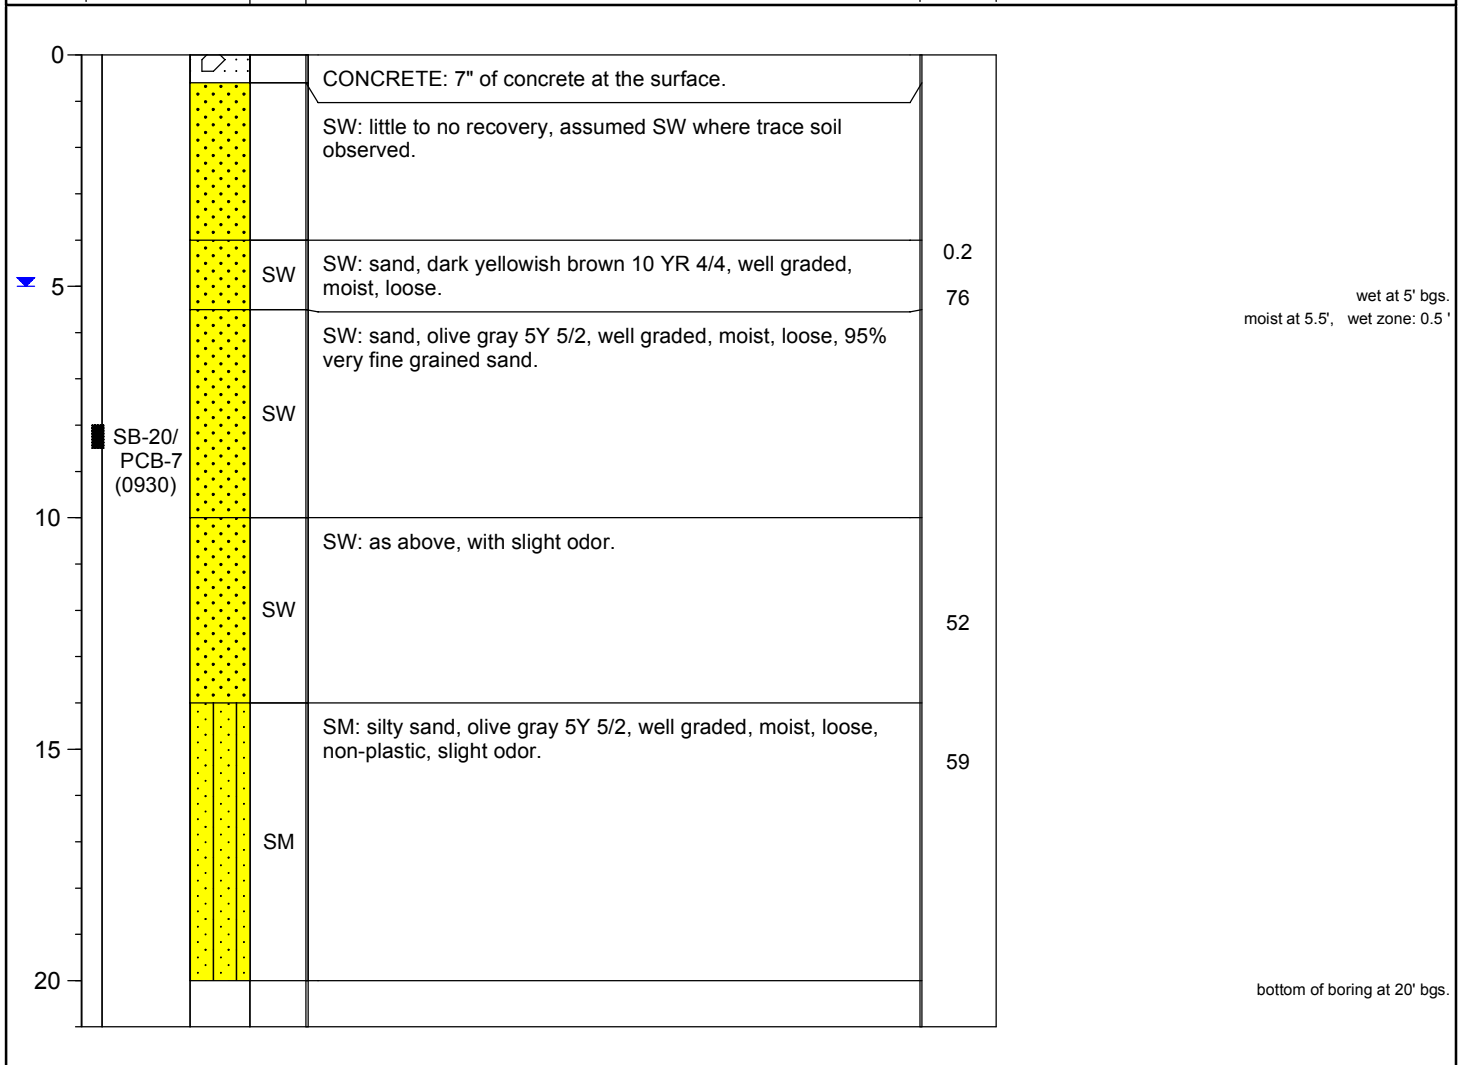 0
CONCRETE: 7" of concrete at the surface.
SW: little to no recovery, assumed SW where trace soil
observed.
0.2
SW
SW: sand, dark yellowish brown 10 YR 4/4, well graded,
moist, loose.
5
76
wet at 5' bgs.
moist at 5.5', wet zone: 0.5 '
SW: sand, olive gray 5Y 5/2, well graded, moist, loose, 95%
very fine grained sand.
SW
SB-20/
PCB-7
(0930)
10
SW: as above, with slight odor.
SW
52
SM: silty sand, olive gray 5Y 5/2, well graded, moist, loose,
non-plastic, slight odor.
15
59
SM
20
bottom of boring at 20' bgs.